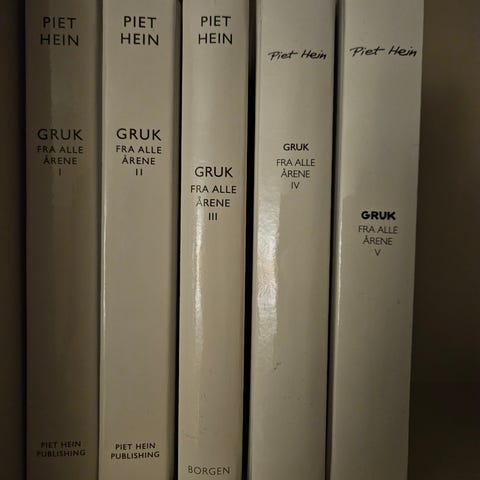 PIET
HEIN
GRUK
FRA ALLE
ÅRENE
I
PIET HEIN
PUBLISHING
PIET
HEIN
GRUK
FRA ALLE
ÅRENE
II
PIET HEIN
PUBLISHING
PIET
HEIN
GRUK
FRA ALLE
ÅRENE
III
BORGEN
Piet Hein
GRUK
FRA ALLE
ÅRENE
IV
Piet Hein
GRUK
FRA ALLE
ÅRENE
V